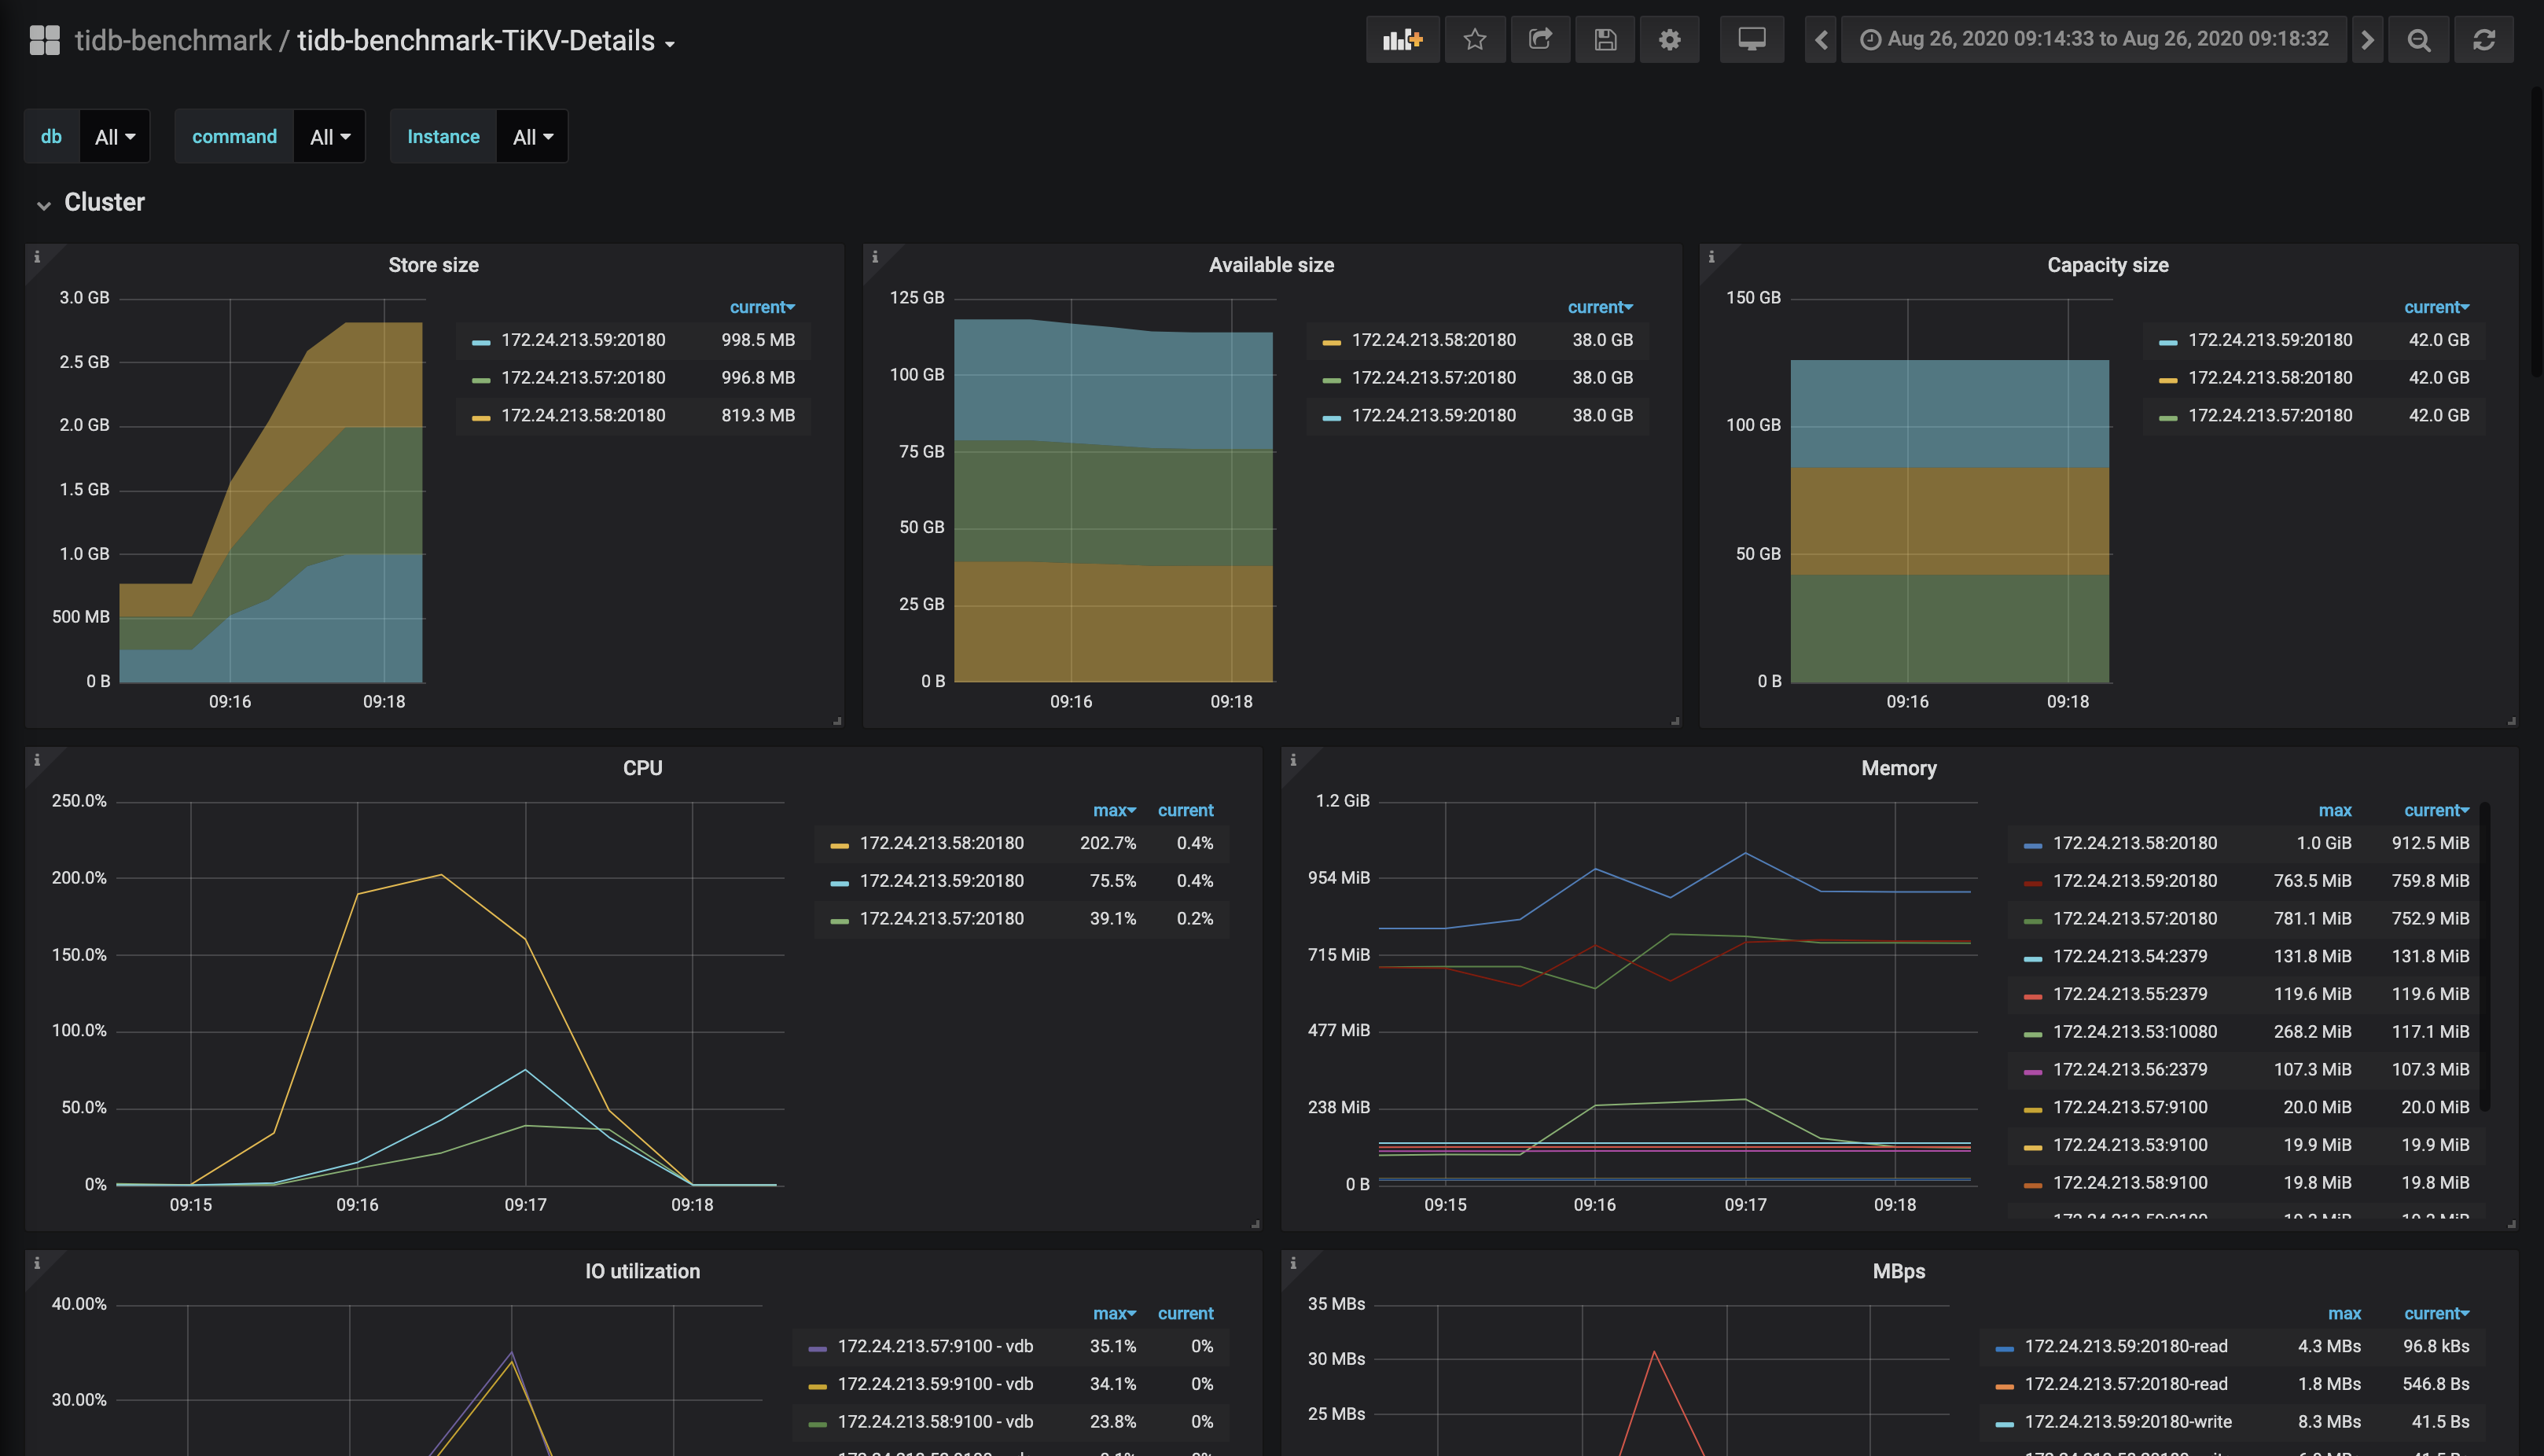 tidb-benchmark / tidb-benchmark-TiKV-Details
Aug 26, 2020 09:14:33 to Aug 26, 2020 09:18:32
db All command All Instance All
Cluster
Store size
3.0 GB
2.5 GB
2.0 GB
1.5 GB
1.0 GB
500 MB
0 B
09:16 09:18
current
172.24.213.59:20180 998.5 MB
172.24.213.57:20180 996.8 MB
172.24.213.58:20180 819.3 MB
Available size
125 GB
100 GB
75 GB
50 GB
25 GB
0 B
09:16 09:18
current
172.24.213.58:20180 38.0 GB
172.24.213.57:20180 38.0 GB
172.24.213.59:20180 38.0 GB
Capacity size
150 GB
100 GB
50 GB
0 B
09:16 09:18
current
172.24.213.59:20180 42.0 GB
172.24.213.58:20180 42.0 GB
172.24.213.57:20180 42.0 GB
CPU
250.0%
200.0%
150.0%
100.0%
50.0%
0%
09:15 09:16 09:17 09:18
max current
172.24.213.58:20180 202.7% 0.4%
172.24.213.59:20180 75.5% 0.4%
172.24.213.57:20180 39.1% 0.2%
Memory
1.2 GiB
954 MiB
715 MiB
477 MiB
238 MiB
0 B
09:15 09:16 09:17 09:18
max current
172.24.213.58:20180 1.0 GiB 912.5 MiB
172.24.213.59:20180 763.5 MiB 759.8 MiB
172.24.213.57:20180 781.1 MiB 752.9 MiB
172.24.213.54:2379 131.8 MiB 131.8 MiB
172.24.213.55:2379 119.6 MiB 119.6 MiB
172.24.213.53:10080 268.2 MiB 117.1 MiB
172.24.213.56:2379 107.3 MiB 107.3 MiB
172.24.213.57:9100 20.0 MiB 20.0 MiB
172.24.213.53:9100 19.9 MiB 19.9 MiB
172.24.213.58:9100 19.8 MiB 19.8 MiB
IO utilization
40.00%
30.00%
max current
172.24.213.57:9100 - vdb 35.1% 0%
172.24.213.59:9100 - vdb 34.1% 0%
172.24.213.58:9100 - vdb 23.8% 0%
MBps
35 MBs
30 MBs
25 MBs
max current
172.24.213.59:20180-read 4.3 MBs 96.8 kBs
172.24.213.57:20180-read 1.8 MBs 546.8 Bs
172.24.213.59:20180-write 8.3 MBs 41.5 Bs